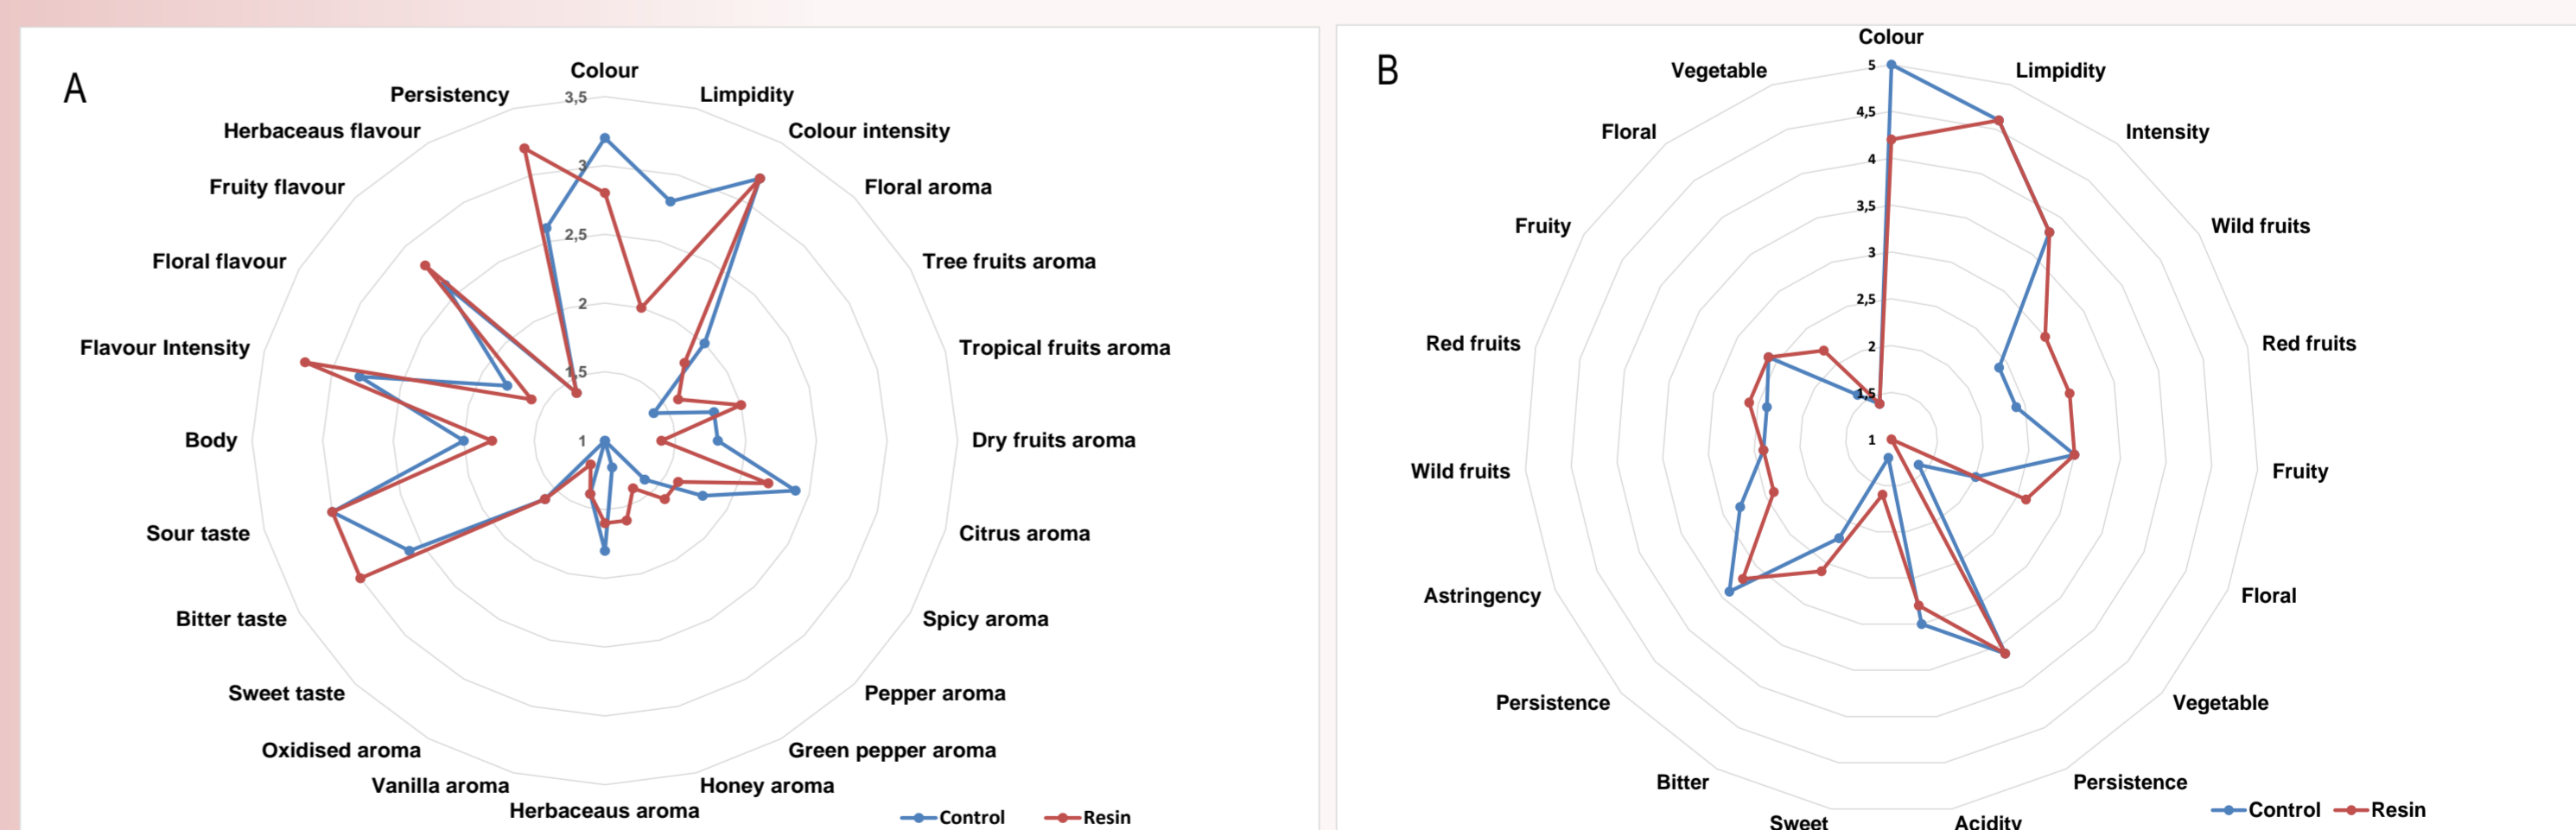 A
Colour
Limpidity
Colour intensity
Floral aroma
Tree fruits aroma
Tropical fruits aroma
Dry fruits aroma
Citrus aroma
Spicy aroma
Pepper aroma
Green pepper aroma
Honey aroma
Herbaceaus aroma
Vanilla aroma
Oxidised aroma
Sweet taste
Bitter taste
Sour taste
Body
Flavour Intensity
Floral flavour
Fruity flavour
Herbaceaus flavour
Persistency
3,5
3
2,5
2
1,5
1
Control
Resin
B
Colour
Limpidity
Intensity
Wild fruits
Red fruits
Fruity
Floral
Vegetable
Persistence
Acidity
Sweet
Bitter
Persistence
Astringency
Wild fruits
Red fruits
Fruity
Floral
Vegetable
5
4,5
4
3,5
3
2,5
2
1,5
1
Control
Resin